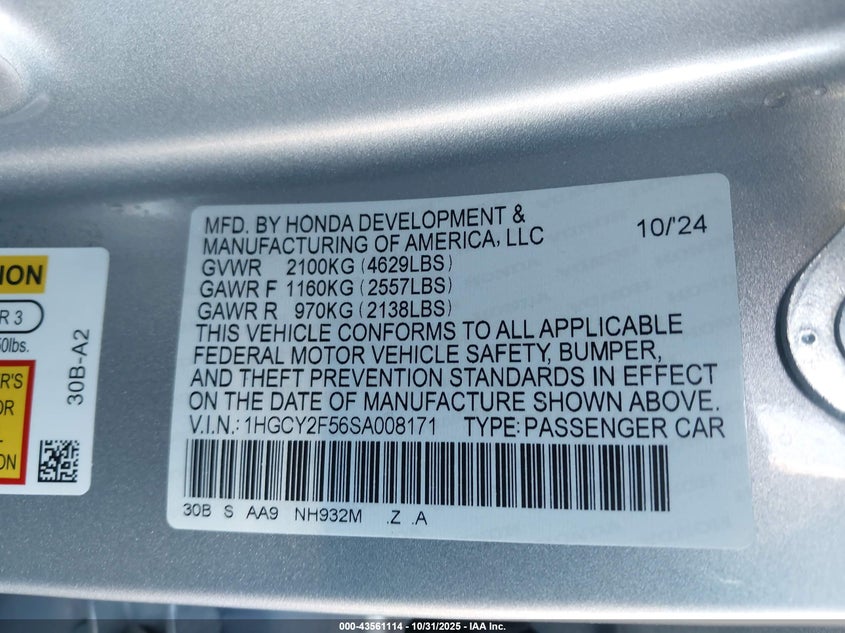 MFD. BY HONDA DEVELOPMENT &
MANUFACTURING OF AMERICA, LLC 10/'24
GVWR 2100KG (4629LBS)
GAWR F 1160KG (2557LBS)
GAWR R 970KG (2138LBS)
THIS VEHICLE CONFORMS TO ALL APPLICABLE
FEDERAL MOTOR VEHICLE SAFETY, BUMPER,
AND THEFT PREVENTION STANDARDS IN EFFECT
ON THE DATE OF MANUFACTURE SHOWN ABOVE.
V.I.N.: 1HGCY2F56SA008171 TYPE: PASSENGER CAR
30B S AA9 NH932M .Z .A
R 3
0lbs.
30B-A2
000-43561114 - 10/31/2025 - IAA Inc.